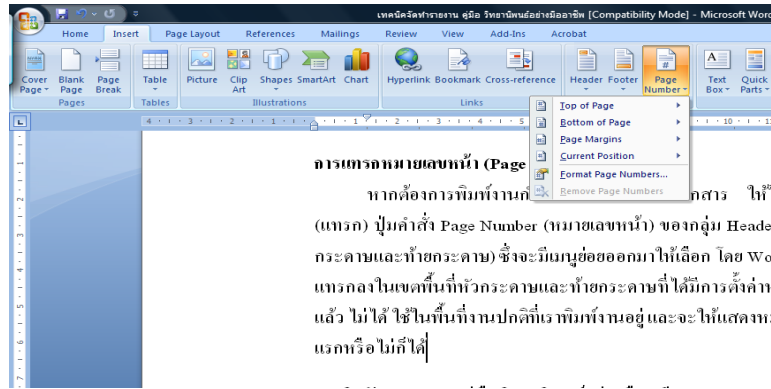 เทคนิคจัดทำรายงาน คู่มือ วิทยานิพนธ์อย่างมืออาชีพ [Compatibility Mode] - Microsoft Word
Home Insert Page Layout References Mailings Review View Add-Ins Acrobat
Cover Page Blank Page Page Break Table Picture Clip Art Shapes SmartArt Chart Hyperlink Bookmark Cross-reference Header Footer Page Number Text Box Quick Parts
Pages Tables Illustrations Links
Top of Page
Bottom of Page
Page Margins
Current Position
Format Page Numbers...
Remove Page Numbers
L 4 3 2 1 1 2 3 4 5 10
การแทรกหมายเลขหน้า (Page
หากต้องการพิมพ์งาน กสาร ให้
(แทรก) ปุ่มคำสั่ง Page Number (หมายเลขหน้า) ของกลุ่ม Heade
กระดาษและท้ายกระดาษ) ซึ่งจะมีเมนูย่อยออกมาให้เลือก โดย Wo
แทรกลงในเขตพื้นที่หัวกระดาษและท้ายกระดาษที่ได้มีการตั้งค่าห
แล้ว ไม่ได้ใช้ในพื้นที่งานปกติที่เราพิมพ์งานอยู่ และจะให้แสดงหม
แรกหรือไม่ก็ได้